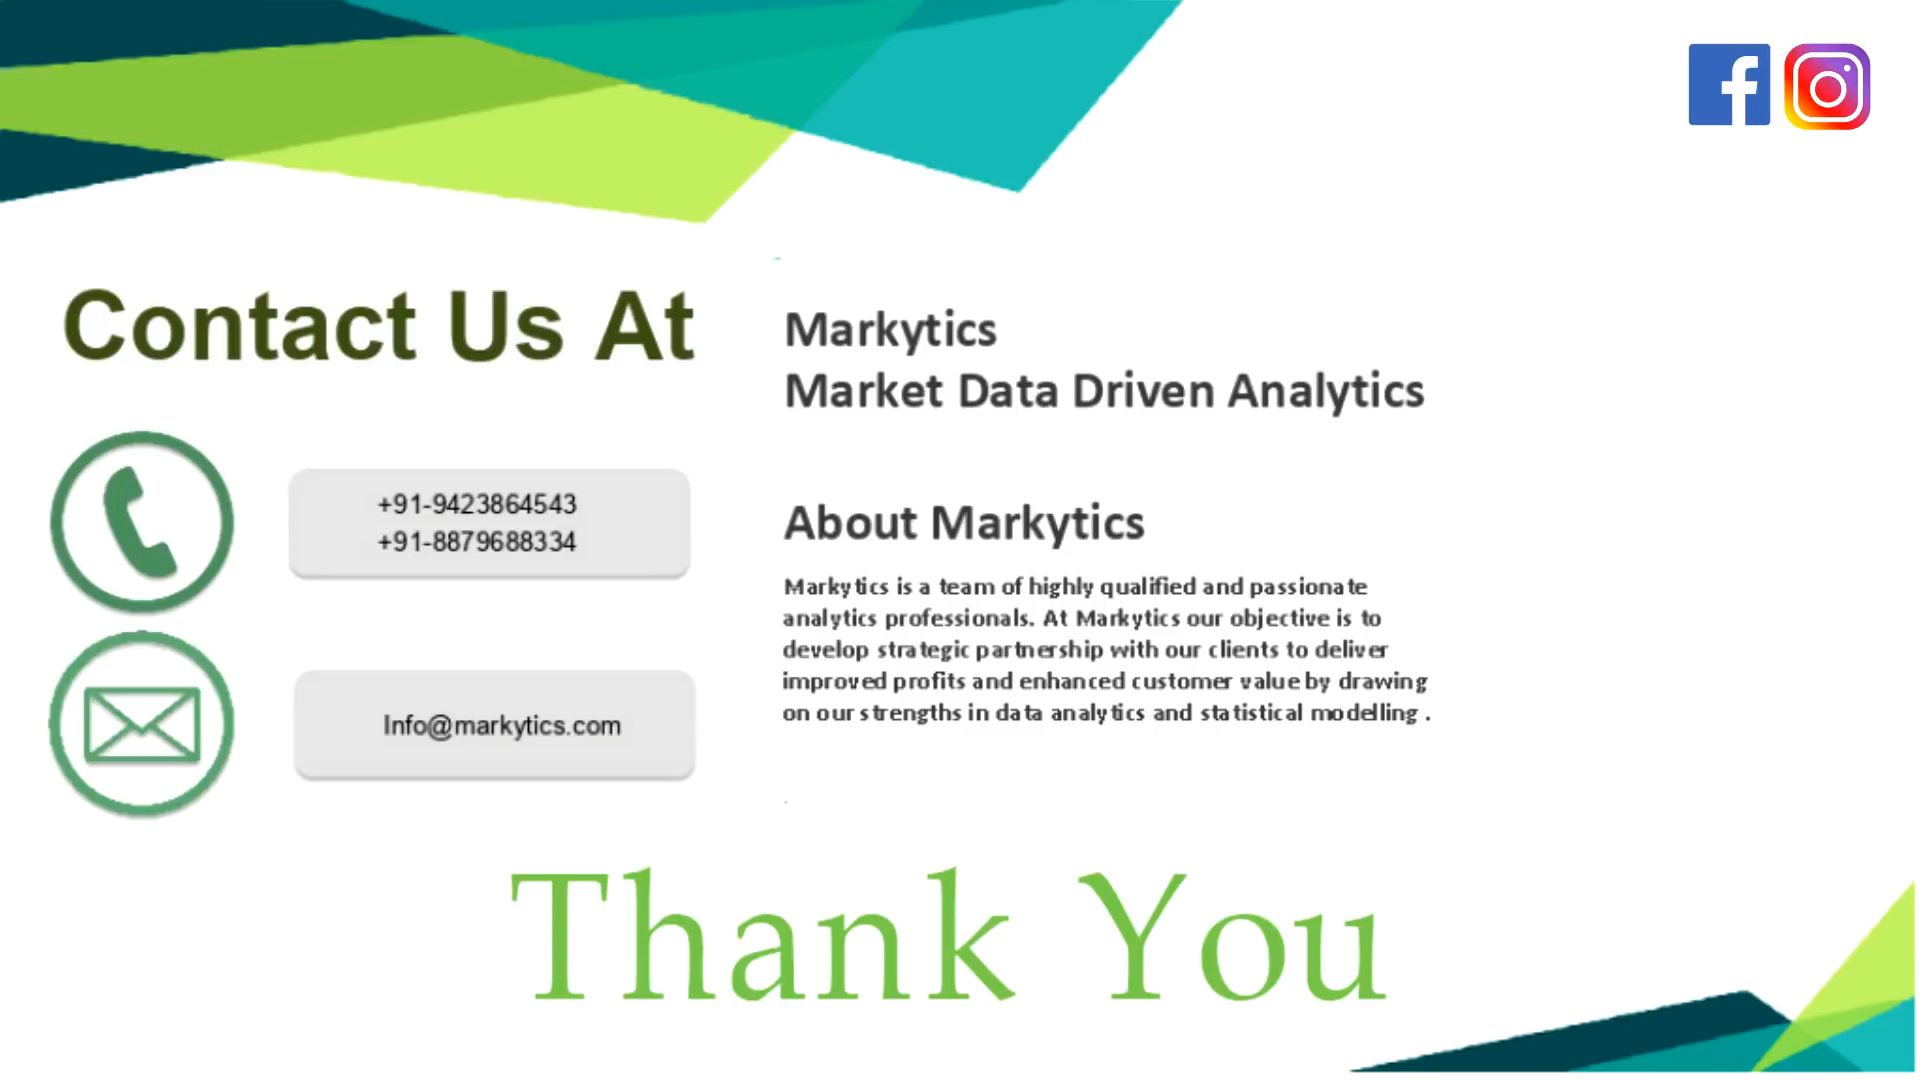 Contact Us At
+91-9423864543
+91-8879688334
Info@markytics.com
Markytics
Market Data Driven Analytics
About Markytics
Markytics is a team of highly qualified and passionate
analytics professionals. At Markytics our objective is to
develop strategic partnership with our clients to deliver
improved profits and enhanced customer value by drawing
on our strengths in data analytics and statistical modelling .
Thank You